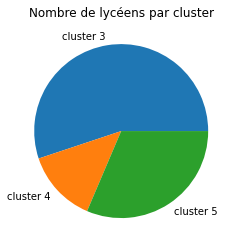 Nombre de lycéens par cluster
cluster 3
cluster 4
cluster 5